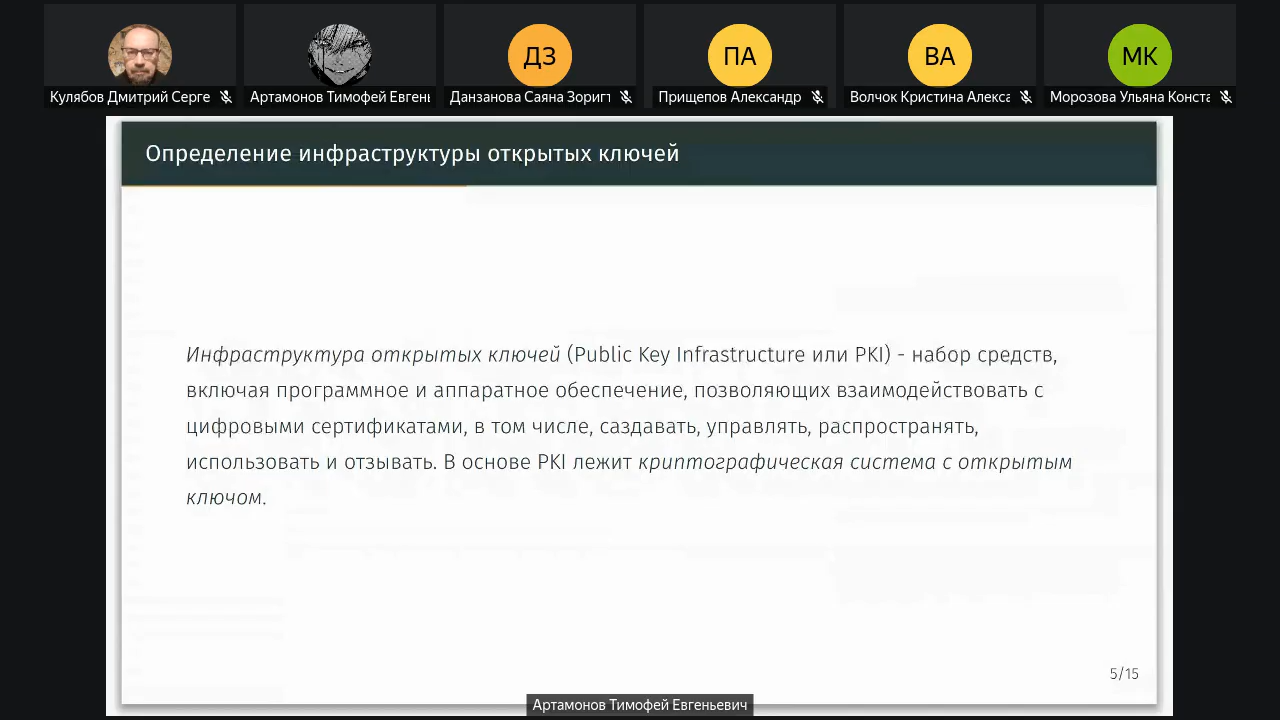 ДЗ
ПА
ВА
МК
Кулябов Дмитрий Серге
Артамонов Тимофей Евгень
Данзанова Саяна Зоригт
Прищепов Александр
Волчок Кристина Алекса
Морозова Ульяна Конста
Определение инфраструктуры открытых ключей
Инфраструктура открытых ключей (Public Key Infrastructure или PKI) - набор средств,
включая программное и аппаратное обеспечение, позволяющих взаимодействовать с
цифровыми сертификатами, в том числе, саздавать, управлять, распространять,
использовать и отзывать. В основе PKI лежит криптографическая система с открытым
ключом.
5/15
Артамонов Тимофей Евгеньевич